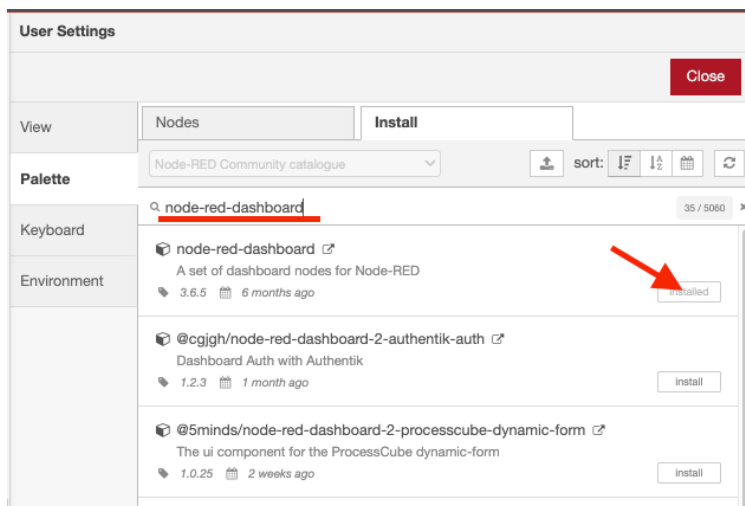 User Settings
Close
View
Palette
Keyboard
Environment
Nodes
Install
Node-RED Community catalogue
sort:
node-red-dashboard
35 / 5060
node-red-dashboard
A set of dashboard nodes for Node-RED
3.6.5 6 months ago
installed
@cgjgh/node-red-dashboard-2-authentik-auth
Dashboard Auth with Authentik
1.2.3 1 month ago
install
@5minds/node-red-dashboard-2-processcube-dynamic-form
The ui component for the ProcessCube dynamic-form
1.0.25 2 weeks ago
install